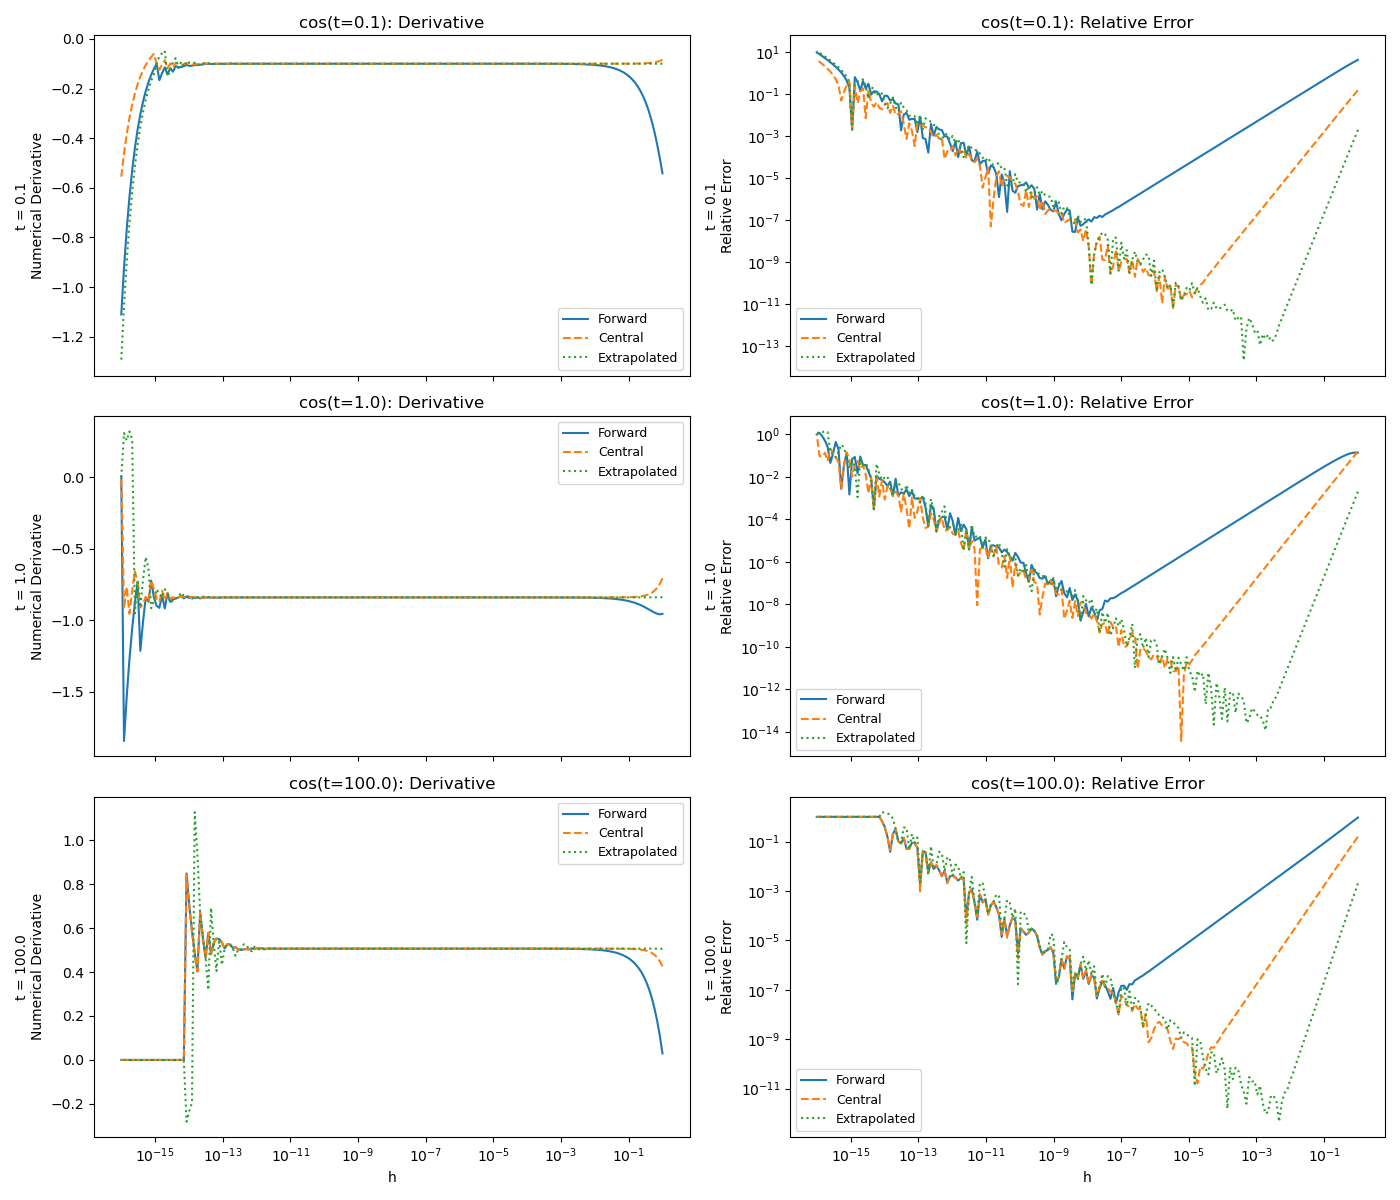 cos(t=0.1): Derivative
t = 0.1
Numerical Derivative
0.0
−0.2
−0.4
−0.6
−0.8
−1.0
−1.2
Forward
Central
Extrapolated
cos(t=0.1): Relative Error
t = 0.1
Relative Error
10^1
10^−1
10^−3
10^−5
10^−7
10^−9
10^−11
10^−13
Forward
Central
Extrapolated
cos(t=1.0): Derivative
t = 1.0
Numerical Derivative
0.0
−0.5
−1.0
−1.5
Forward
Central
Extrapolated
cos(t=1.0): Relative Error
t = 1.0
Relative Error
10^0
10^−2
10^−4
10^−6
10^−8
10^−10
10^−12
10^−14
Forward
Central
Extrapolated
cos(t=100.0): Derivative
t = 100.0
Numerical Derivative
1.0
0.8
0.6
0.4
0.2
0.0
−0.2
Forward
Central
Extrapolated
10^−15 10^−13 10^−11 10^−9 10^−7 10^−5 10^−3 10^−1
h
cos(t=100.0): Relative Error
t = 100.0
Relative Error
10^−1
10^−3
10^−5
10^−7
10^−9
10^−11
Forward
Central
Extrapolated
10^−15 10^−13 10^−11 10^−9 10^−7 10^−5 10^−3 10^−1
h